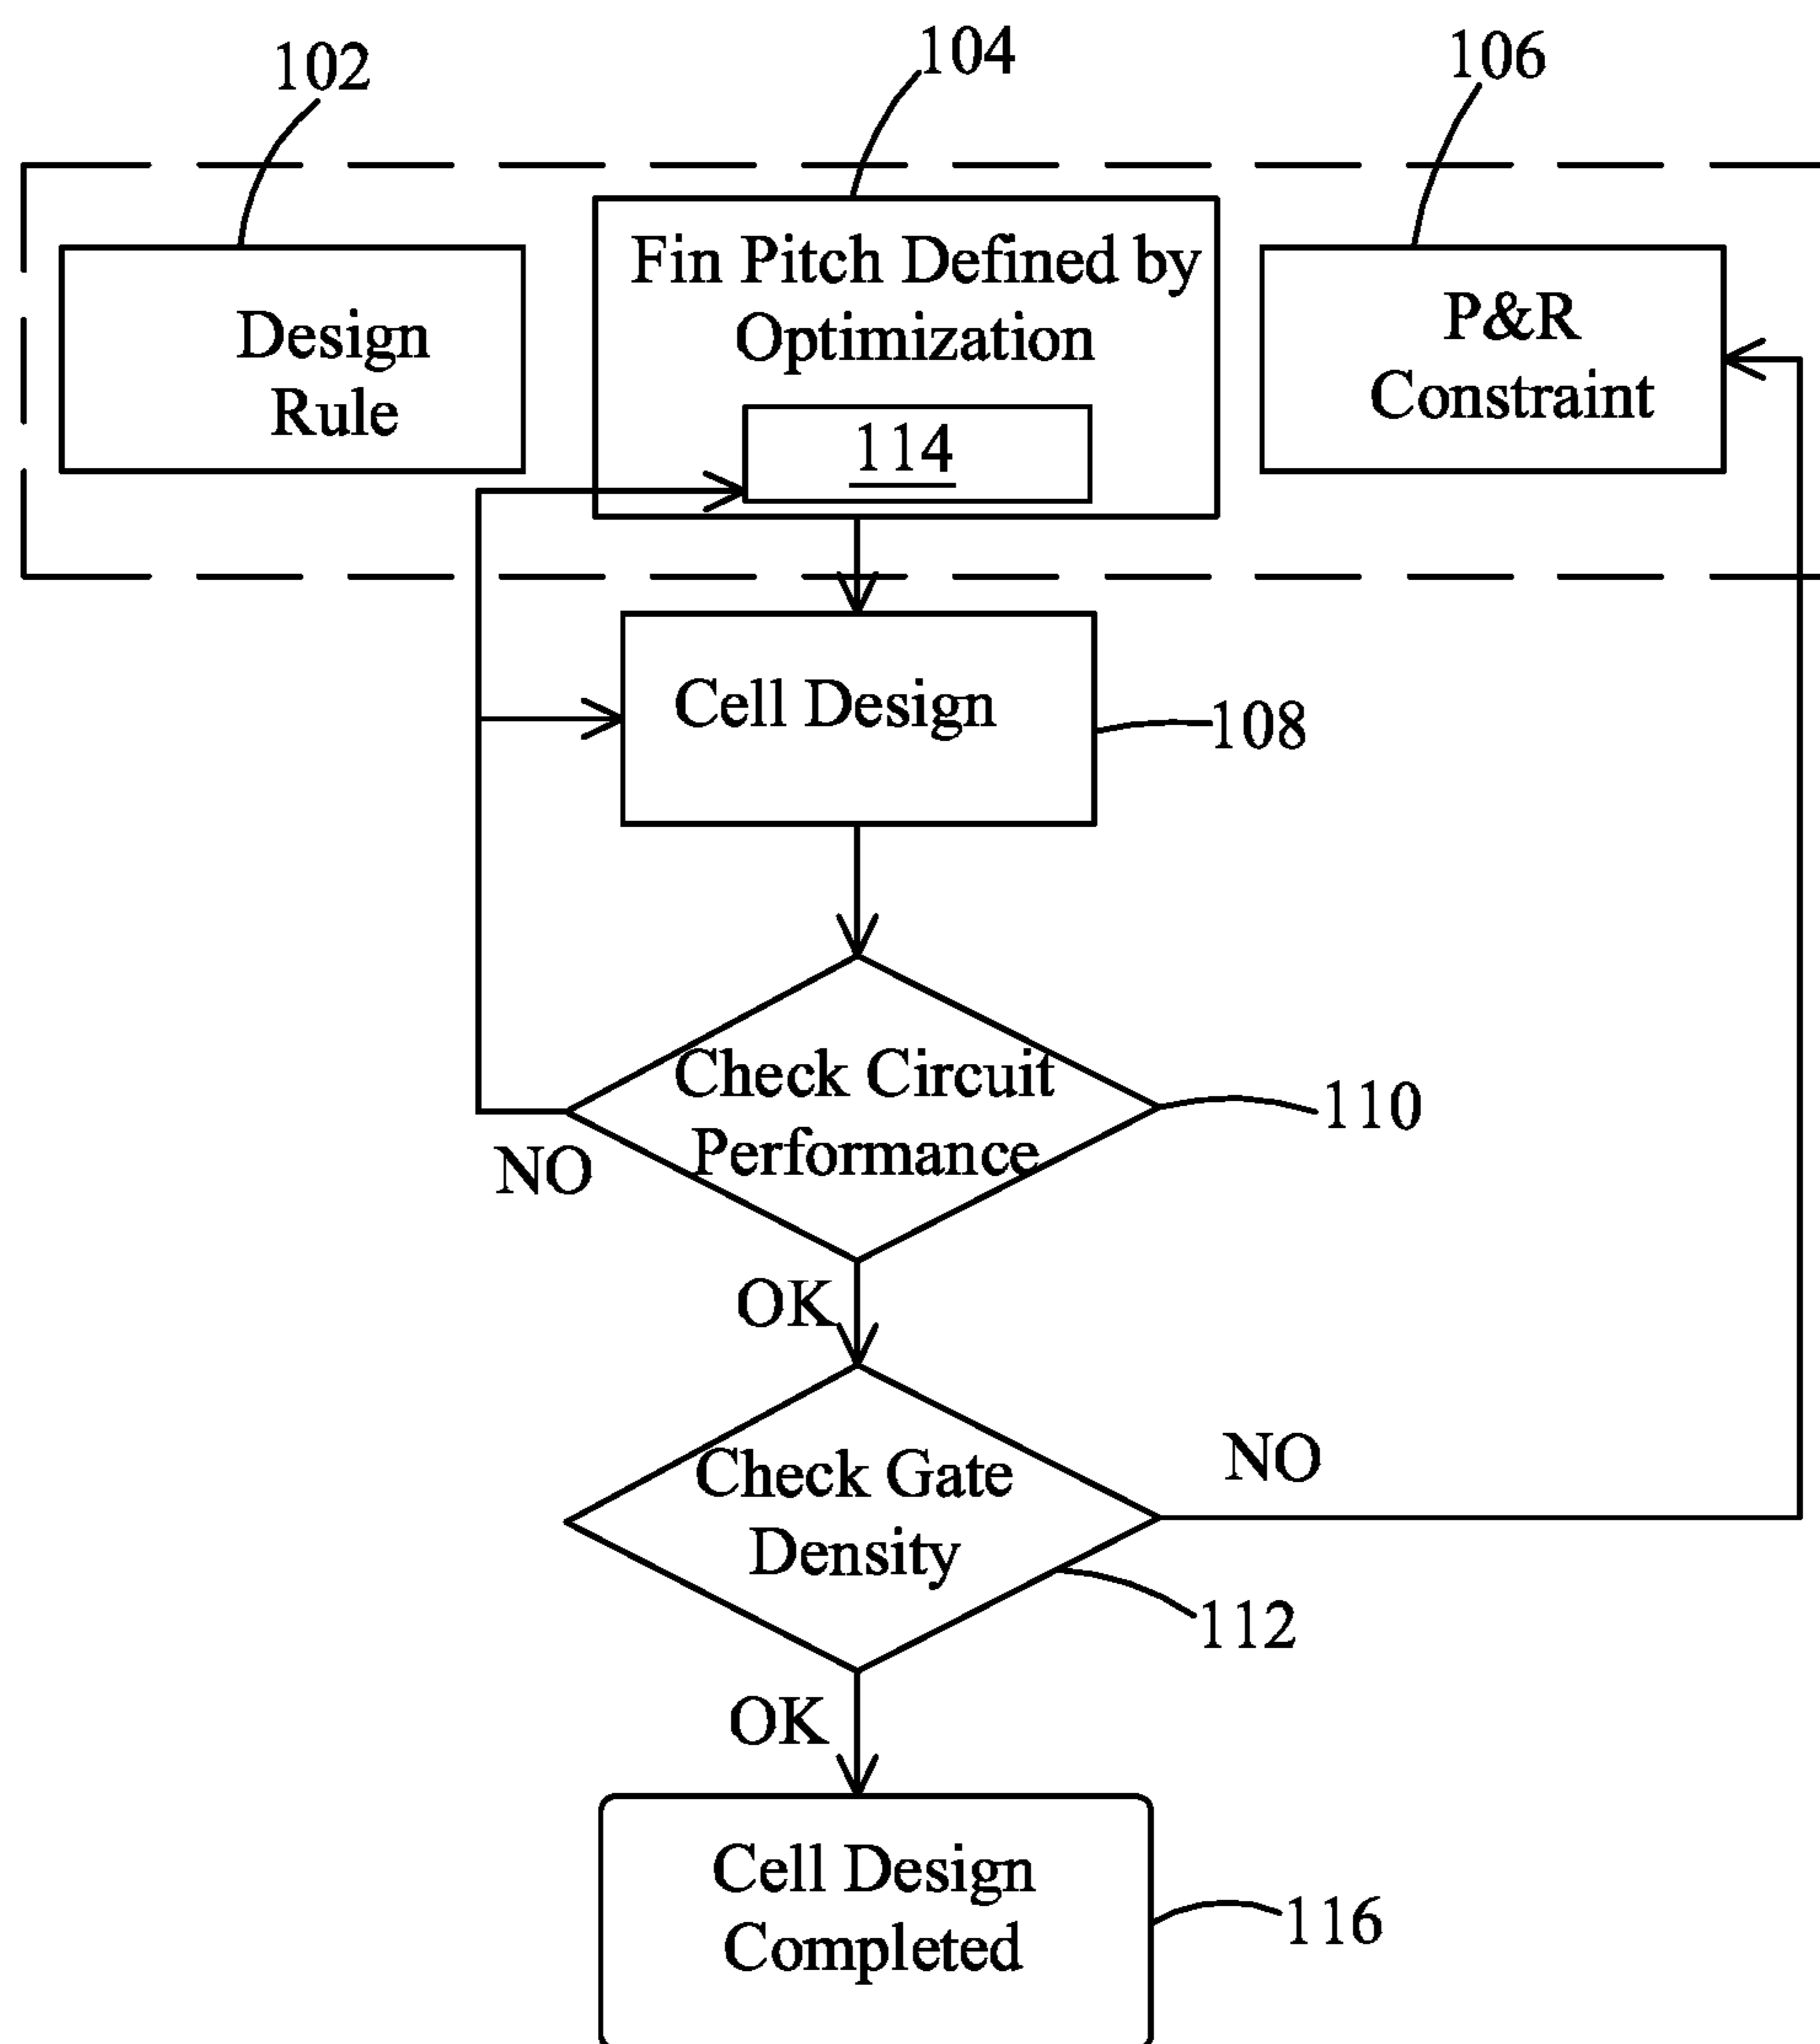 102
104
106
Design
Rule
Fin Pitch Defined by
Optimization
114
P&R
Constraint
Cell Design
108
Check Circuit
Performance
110
NO
OK
Check Gate
Density
NO
112
OK
Cell Design
Completed
116